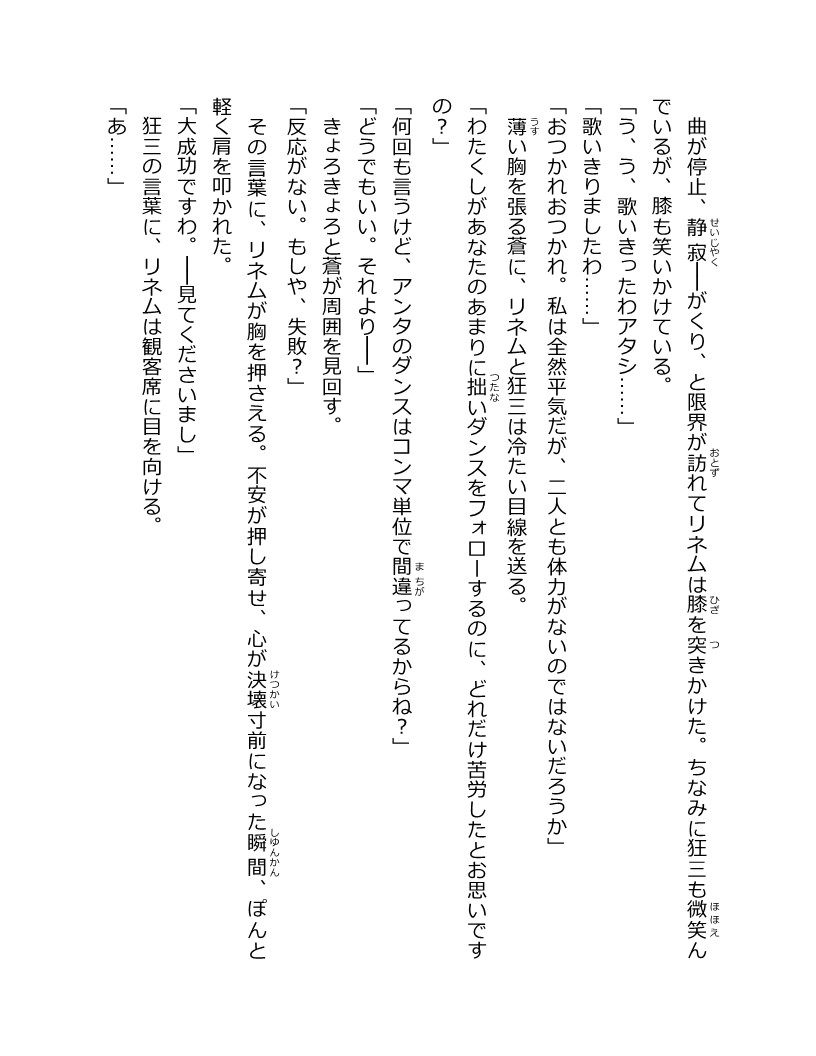 曲が停止、静寂――がくり、と限界が訪れてリネムは膝を突きかけた。ちなみに狂三も微笑ん
でいるが、膝も笑いかけている。
「う、う、歌いきったわアタシ……」
「歌いきりましたわ……」
「おつかれおつかれ。私は全然平気だが、二人とも体力がないのではないだろうか」
薄い胸を張る蒼に、リネムと狂三は冷たい目線を送る。
「わたくしがあなたのあまりに拙いダンスをフォローするのに、どれだけ苦労したとお思いです
の？」
「何回も言うけど、アンタのダンスはコンマ単位で間違ってるからね？」
「どうでもいい。それより――」
きょろきょろと蒼が周囲を見回す。
「反応がない。もしや、失敗？」
その言葉に、リネムが胸を押さえる。不安が押し寄せ、心が決壊寸前になった瞬間、ぽんと
軽く肩を叩かれた。
「大成功ですわ。――見てくださいまし」
狂三の言葉に、リネムは観客席に目を向ける。
「あ……」